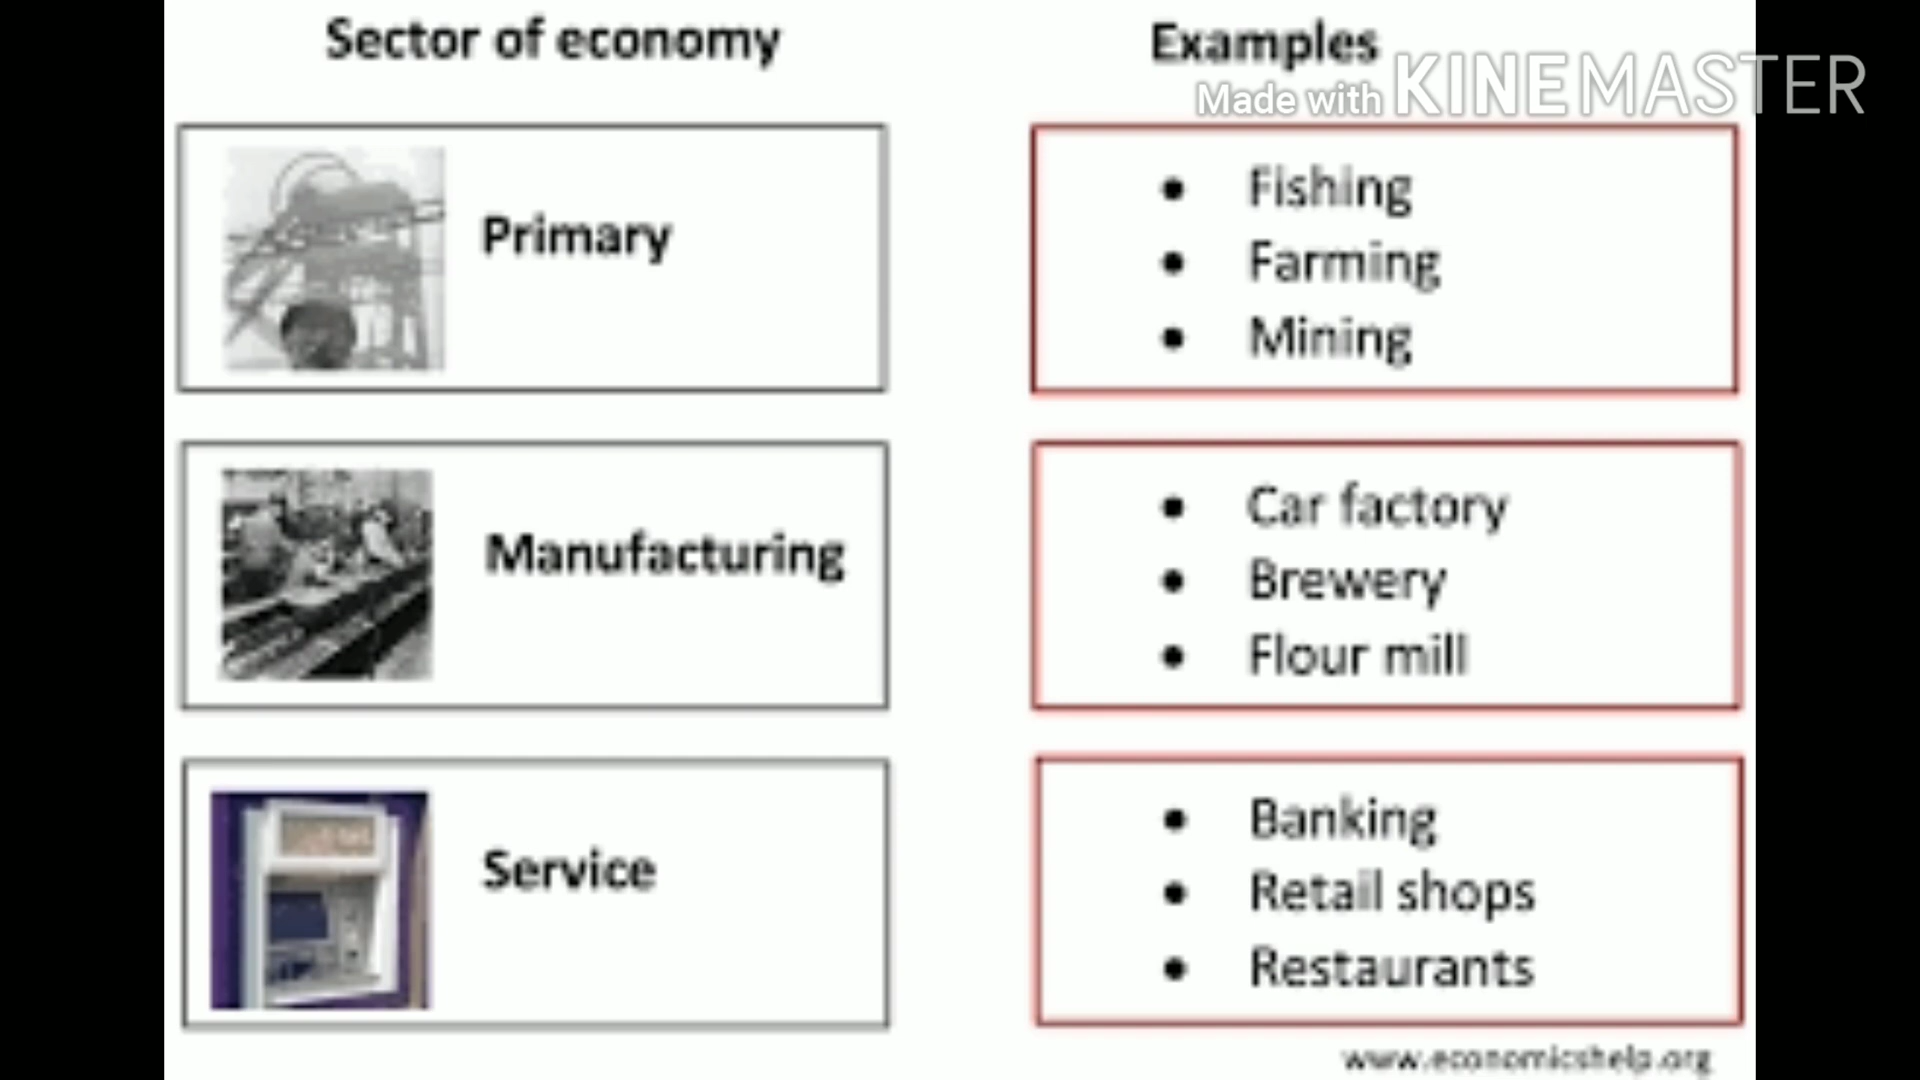 Sector of economy
Examples
Made with KINEMASTER
Primary
Fishing
Farming
Mining
Manufacturing
Car factory
Brewery
Flour mill
Service
Banking
Retail shops
Restaurants
www.economicshelp.org